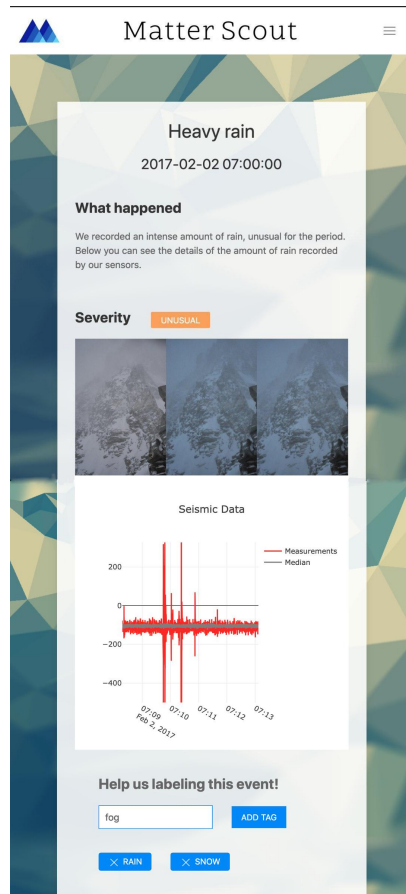 Matter Scout
Heavy rain
2017-02-02 07:00:00
What happened
We recorded an intense amount of rain, unusual for the period.
Below you can see the details of the amount of rain recorded
by our sensors.
Severity
UNUSUAL
Seismic Data
Measurements
Median
200
0
−200
−400
07:09
07:10
07:11
07:12
07:13
Feb 2, 2017
Help us labeling this event!
fog
ADD TAG
RAIN
SNOW